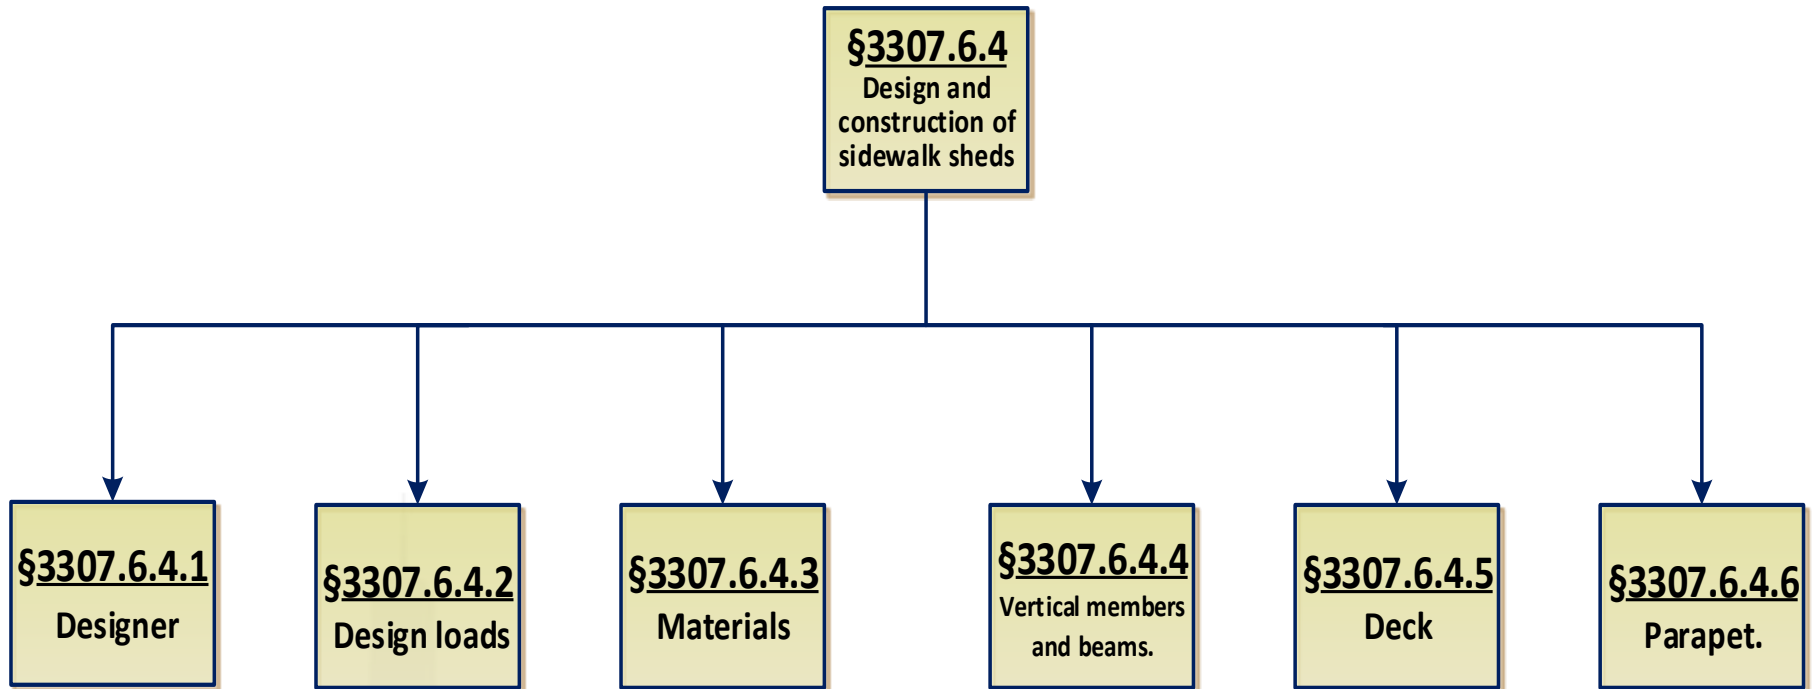 §3307.6.4
Design and
construction of
sidewalk sheds
§3307.6.4.1
Designer
§3307.6.4.2
Design loads
§3307.6.4.3
Materials
§3307.6.4.4
Vertical members
and beams.
§3307.6.4.5
Deck
§3307.6.4.6
Parapet.